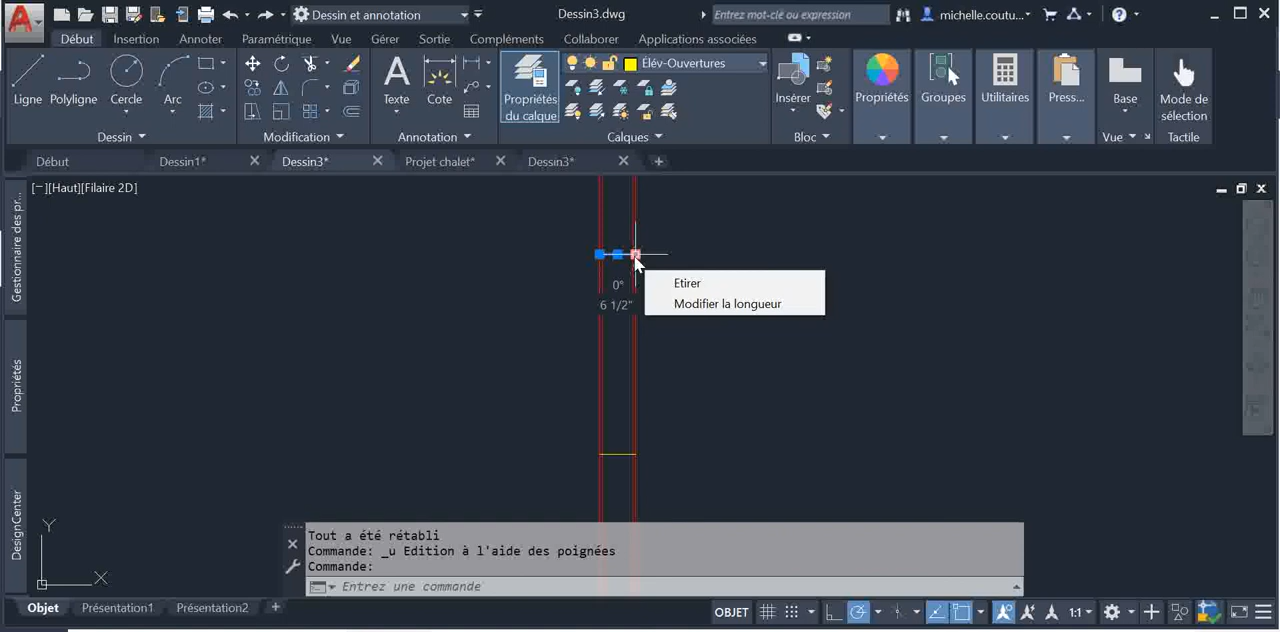 Dessin et annotation
Dessin3.dwg
Entrez mot-clé ou expression
michelle.coutu...
Début Insertion Annoter Paramétrique Vue Gérer Sortie Compléments Collaborer Applications associées
Ligne Polyligne Cercle Arc
Texte Cote
Propriétés
du calque
Élév-Ouvertures
Insérer
Propriétés
Groupes
Utilitaires
Press...
Base
Mode de
sélection
Dessin Modification Annotation Calques Bloc Vue Tactile
Début Dessin1* Dessin3* Projet chalet* Dessin3*
[−][Haut][Filaire 2D]
Gestionnaire des pr...
Propriétés
DesignCenter
0°
6 1/2"
Etirer
Modifier la longueur
Y
X
Tout a été rétabli
Commande: _u Edition à l'aide des poignées
Commande:
Entrez une commande
Objet Présentation1 Présentation2
OBJET
1:1